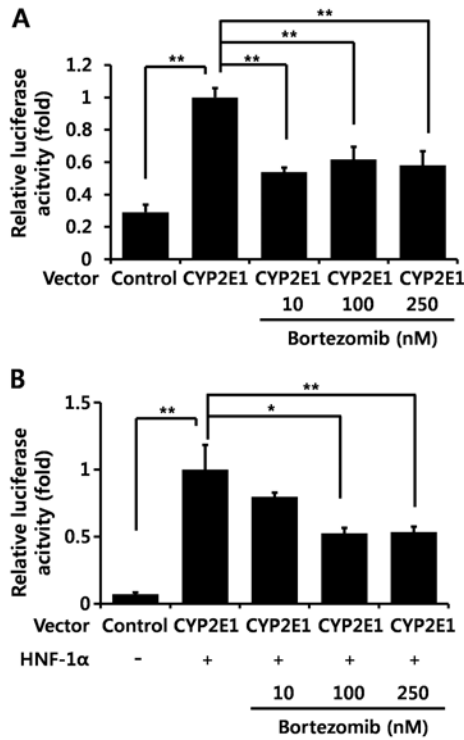 A
** ** ** **
Relative luciferase
acitvity (fold)
1.2
1
0.8
0.6
0.4
0.2
0
Vector Control CYP2E1 CYP2E1 CYP2E1 CYP2E1
10 100 250
Bortezomib (nM)
B
** * **
Relative luciferase
acitvity (fold)
1.5
1
0.5
0
Vector Control CYP2E1 CYP2E1 CYP2E1 CYP2E1
HNF-1α - + + + +
10 100 250
Bortezomib (nM)